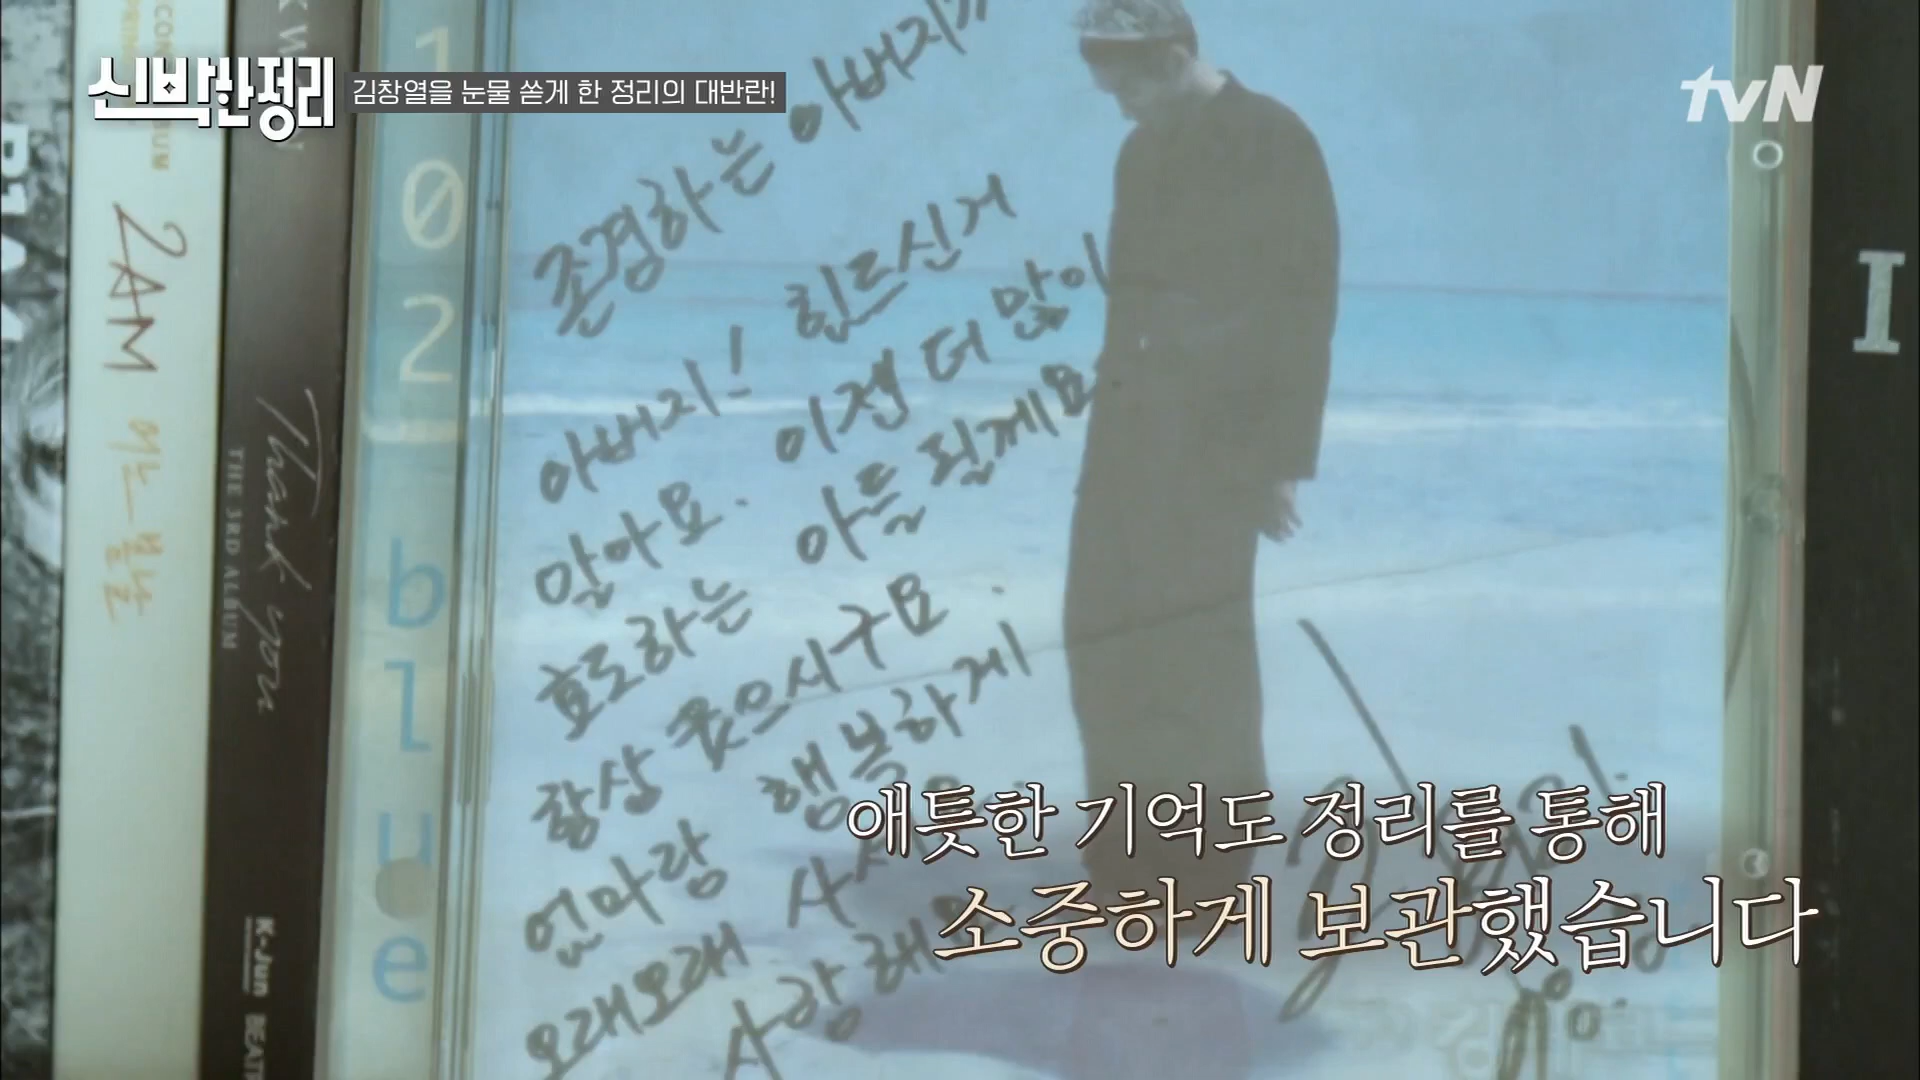 신박한정리
김창열을 눈물 쏟게 한 정리의 대반란!
tvN
2AM 어느 봄날
Thank you
THE 3RD ALBUM
K-Jun
102 blue
I
존경하는 아버지가
아버지! 힘드신거
알아요. 이젠 더 많이
효도하는 아들 될께요
항상 웃으시구요.
엄마랑 행복하게
오래오래
사랑해
애틋한 기억도 정리를 통해
소중하게 보관했습니다